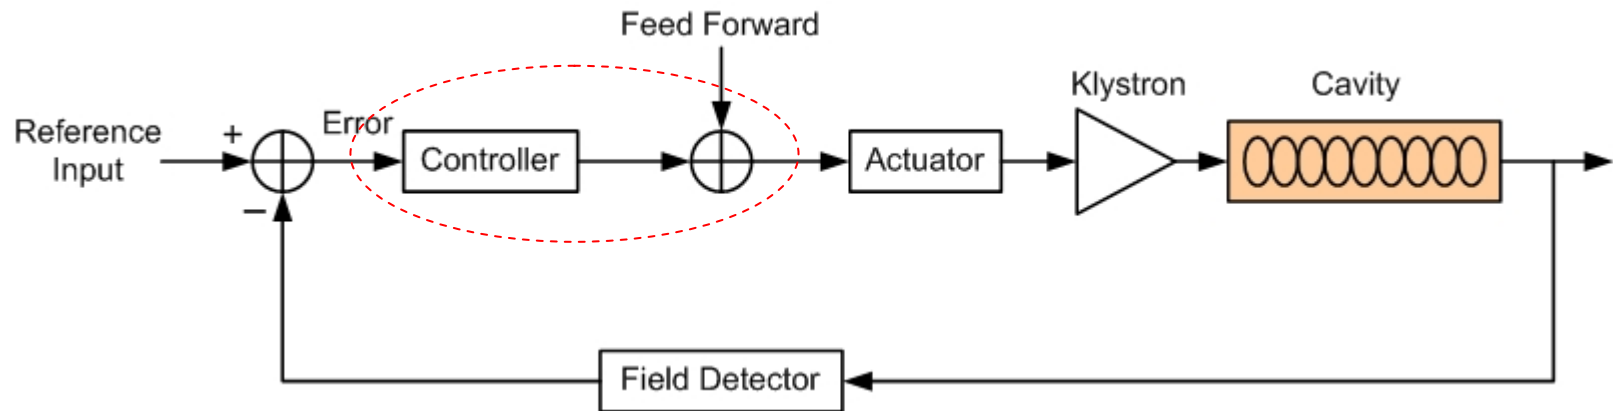 Feed Forward
Klystron
Cavity
Reference
Input
+
Error
Controller
Actuator
−
Field Detector